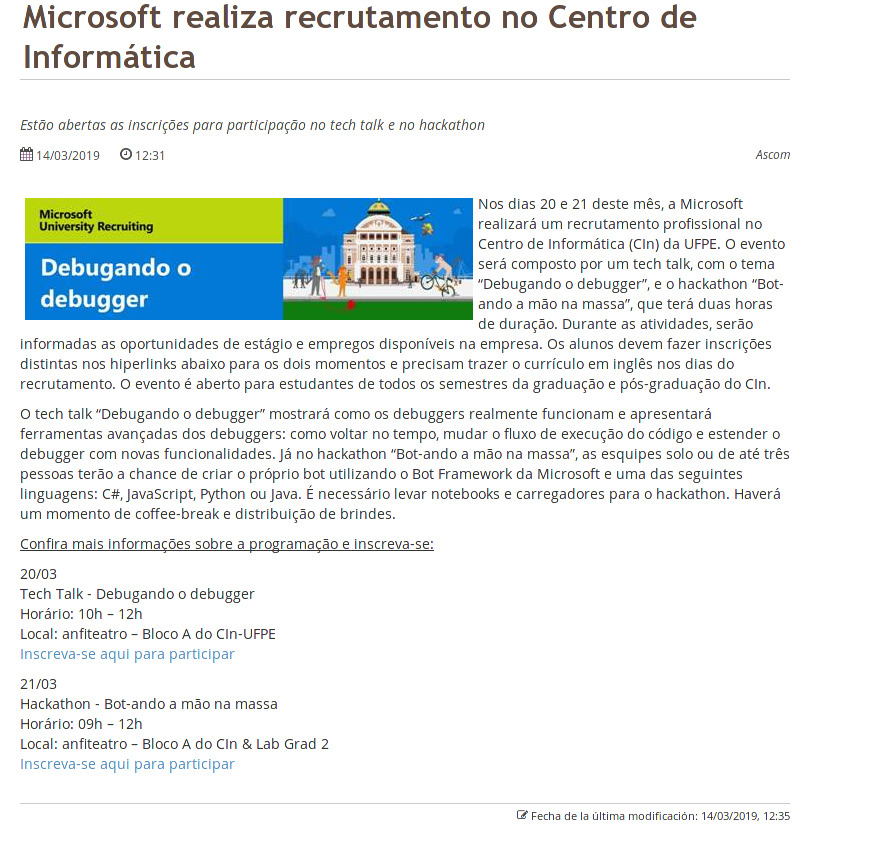 Microsoft realiza recrutamento no Centro de
Informática
Estão abertas as inscrições para participação no tech talk e no hackathon
14/03/2019 12:31 Ascom
Microsoft
University Recruiting
Debugando o
debugger
Nos dias 20 e 21 deste mês, a Microsoft
realizará um recrutamento profissional no
Centro de Informática (CIn) da UFPE. O evento
será composto por um tech talk, com o tema
“Debugando o debugger”, e o hackathon “Bot-
ando a mão na massa”, que terá duas horas
de duração. Durante as atividades, serão
informadas as oportunidades de estágio e empregos disponíveis na empresa. Os alunos devem fazer inscrições
distintas nos hiperlinks abaixo para os dois momentos e precisam trazer o currículo em inglês nos dias do
recrutamento. O evento é aberto para estudantes de todos os semestres da graduação e pós-graduação do CIn.
O tech talk “Debugando o debugger” mostrará como os debuggers realmente funcionam e apresentará
ferramentas avançadas dos debuggers: como voltar no tempo, mudar o fluxo de execução do código e estender o
debugger com novas funcionalidades. Já no hackathon “Bot-ando a mão na massa”, as esquipes solo ou de até três
pessoas terão a chance de criar o próprio bot utilizando o Bot Framework da Microsoft e uma das seguintes
linguagens: C#, JavaScript, Python ou Java. É necessário levar notebooks e carregadores para o hackathon. Haverá
um momento de coffee-break e distribuição de brindes.
Confira mais informações sobre a programação e inscreva-se:
20/03
Tech Talk - Debugando o debugger
Horário: 10h – 12h
Local: anfiteatro – Bloco A do CIn-UFPE
Inscreva-se aqui para participar
21/03
Hackathon - Bot-ando a mão na massa
Horário: 09h – 12h
Local: anfiteatro – Bloco A do CIn & Lab Grad 2
Inscreva-se aqui para participar
Fecha de la última modificación: 14/03/2019, 12:35